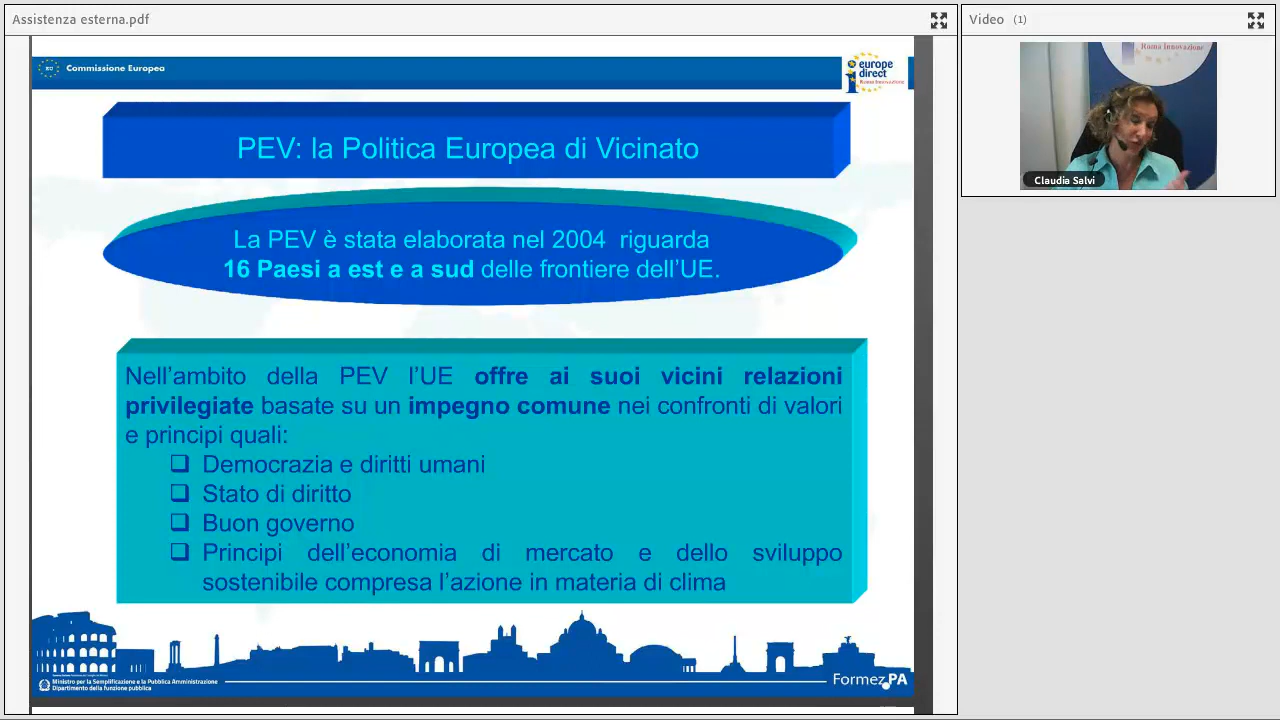 Assistenza esterna.pdf
Video (1)
Commissione Europea
europe
direct
Roma Innovazione
Roma Innovazione
Claudia Salvi
PEV: la Politica Europea di Vicinato
La PEV è stata elaborata nel 2004 riguarda
16 Paesi a est e a sud delle frontiere dell'UE.
Nell'ambito della PEV l'UE offre ai suoi vicini relazioni
privilegiate basate su un impegno comune nei confronti di valori
e principi quali:
Democrazia e diritti umani
Stato di diritto
Buon governo
Principi dell'economia di mercato e dello sviluppo
sostenibile compresa l'azione in materia di clima
Ministro per la Semplificazione e la Pubblica Amministrazione
Dipartimento della funzione pubblica
FormezPA